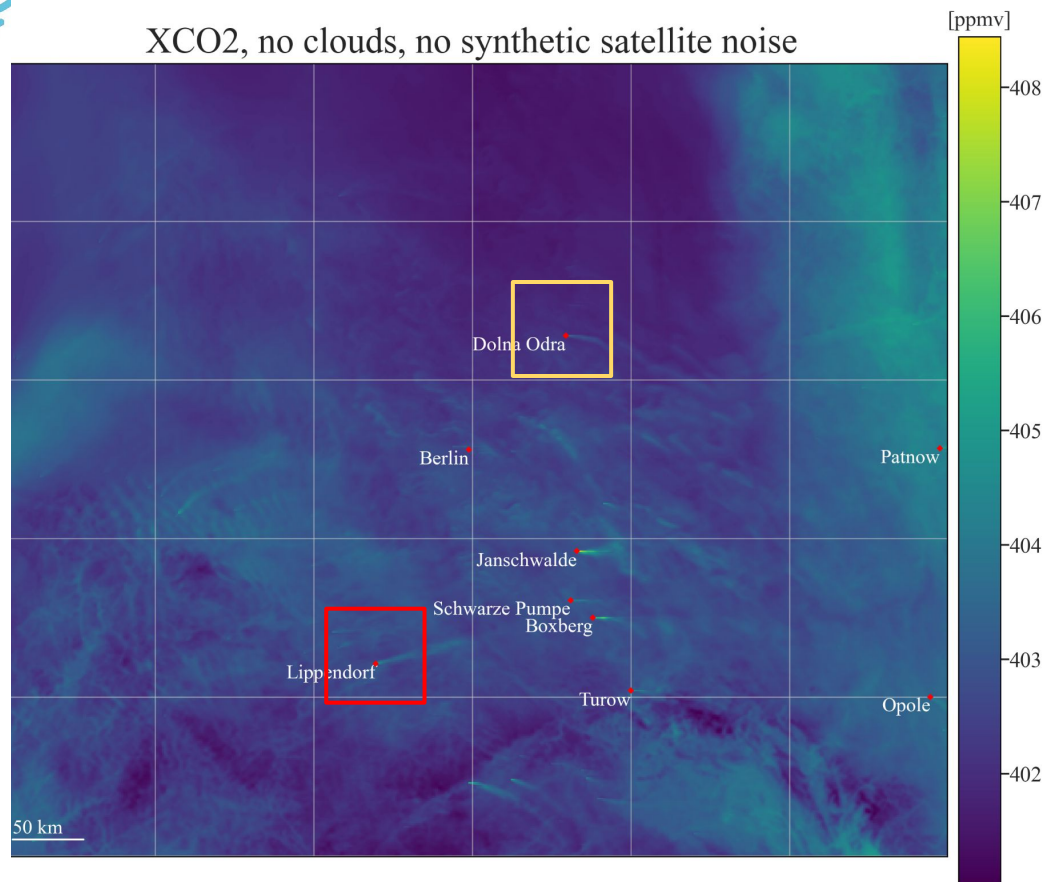 [ppmv]
XCO2, no clouds, no synthetic satellite noise
408
407
406
Dolna Odra
405
Berlin
Patnow
404
Janschwalde
Schwarze Pumpe
Boxberg
403
Lippendorf
Turow
Opole
402
50 km